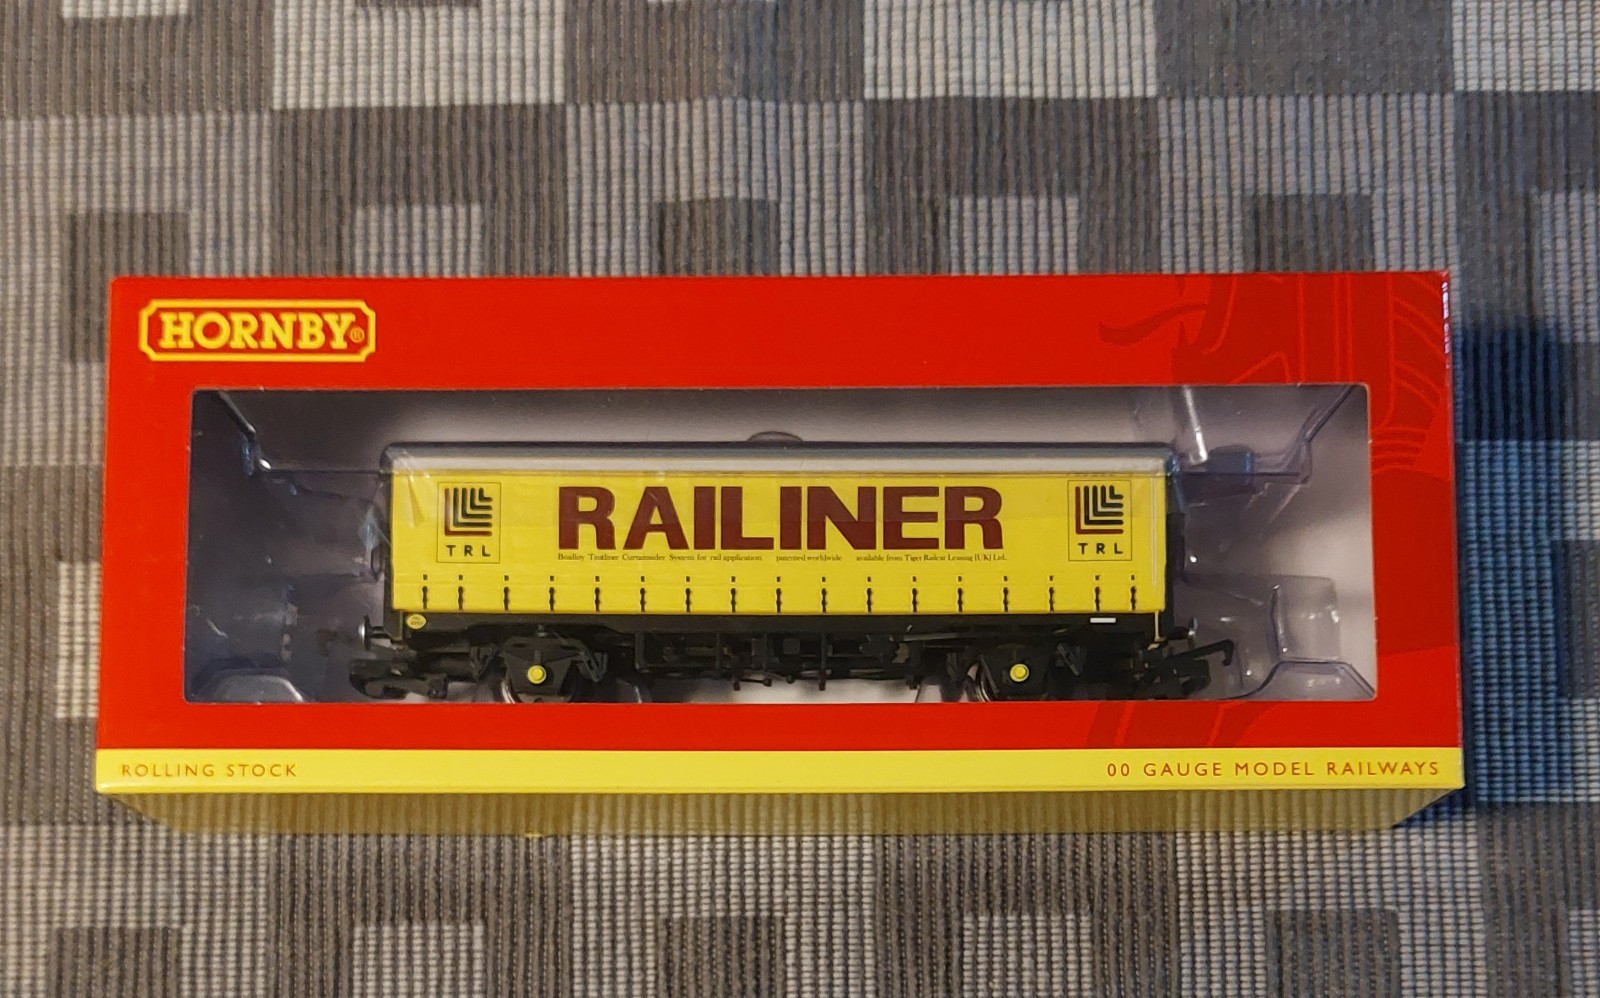 HORNBY®
TRL
RAILINER
Boalloy Tautliner Curtainsider System for rail application patented worldwide available from Tiger Railcar Leasing [UK] Ltd.
TRL
ROLLING STOCK
00 GAUGE MODEL RAILWAYS